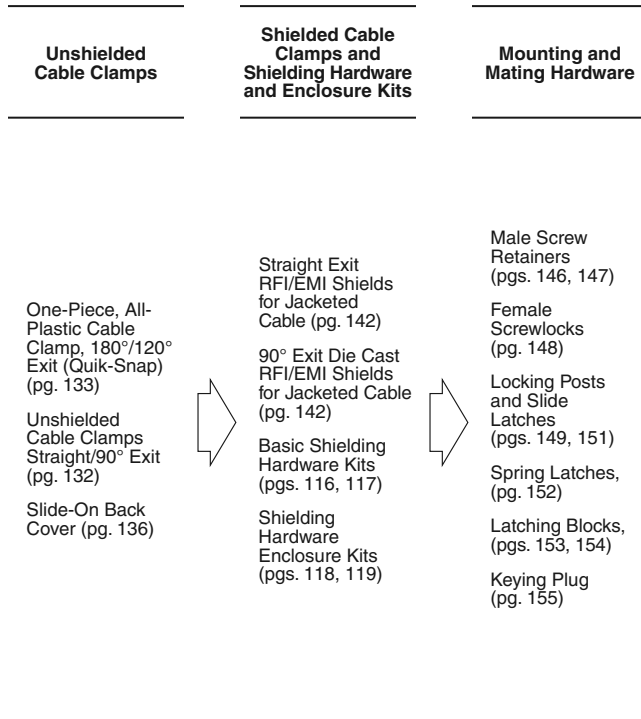 Unshielded
Cable Clamps
Shielded Cable
Clamps and
Shielding Hardware
and Enclosure Kits
Mounting and
Mating Hardware
One-Piece, All-
Plastic Cable
Clamp, 180°/120°
Exit (Quik-Snap)
(pg. 133)
Unshielded
Cable Clamps
Straight/90° Exit
(pg. 132)
Slide-On Back
Cover (pg. 136)
Straight Exit
RFI/EMI Shields
for Jacketed
Cable (pg. 142)
90° Exit Die Cast
RFI/EMI Shields
for Jacketed Cable
(pg. 142)
Basic Shielding
Hardware Kits
(pgs. 116, 117)
Shielding
Hardware
Enclosure Kits
(pgs. 118, 119)
Male Screw
Retainers
(pgs. 146, 147)
Female
Screwlocks
(pg. 148)
Locking Posts
and Slide
Latches
(pgs. 149, 151)
Spring Latches,
(pg. 152)
Latching Blocks,
(pgs. 153, 154)
Keying Plug
(pg. 155)